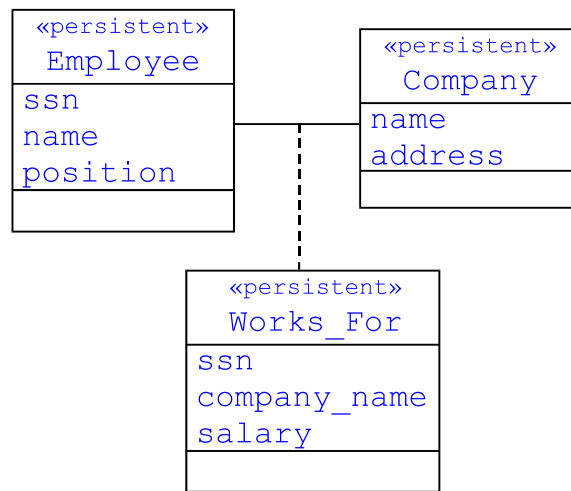 «persistent»
Employee
ssn
name
position
«persistent»
Company
name
address
«persistent»
Works_For
ssn
company_name
salary